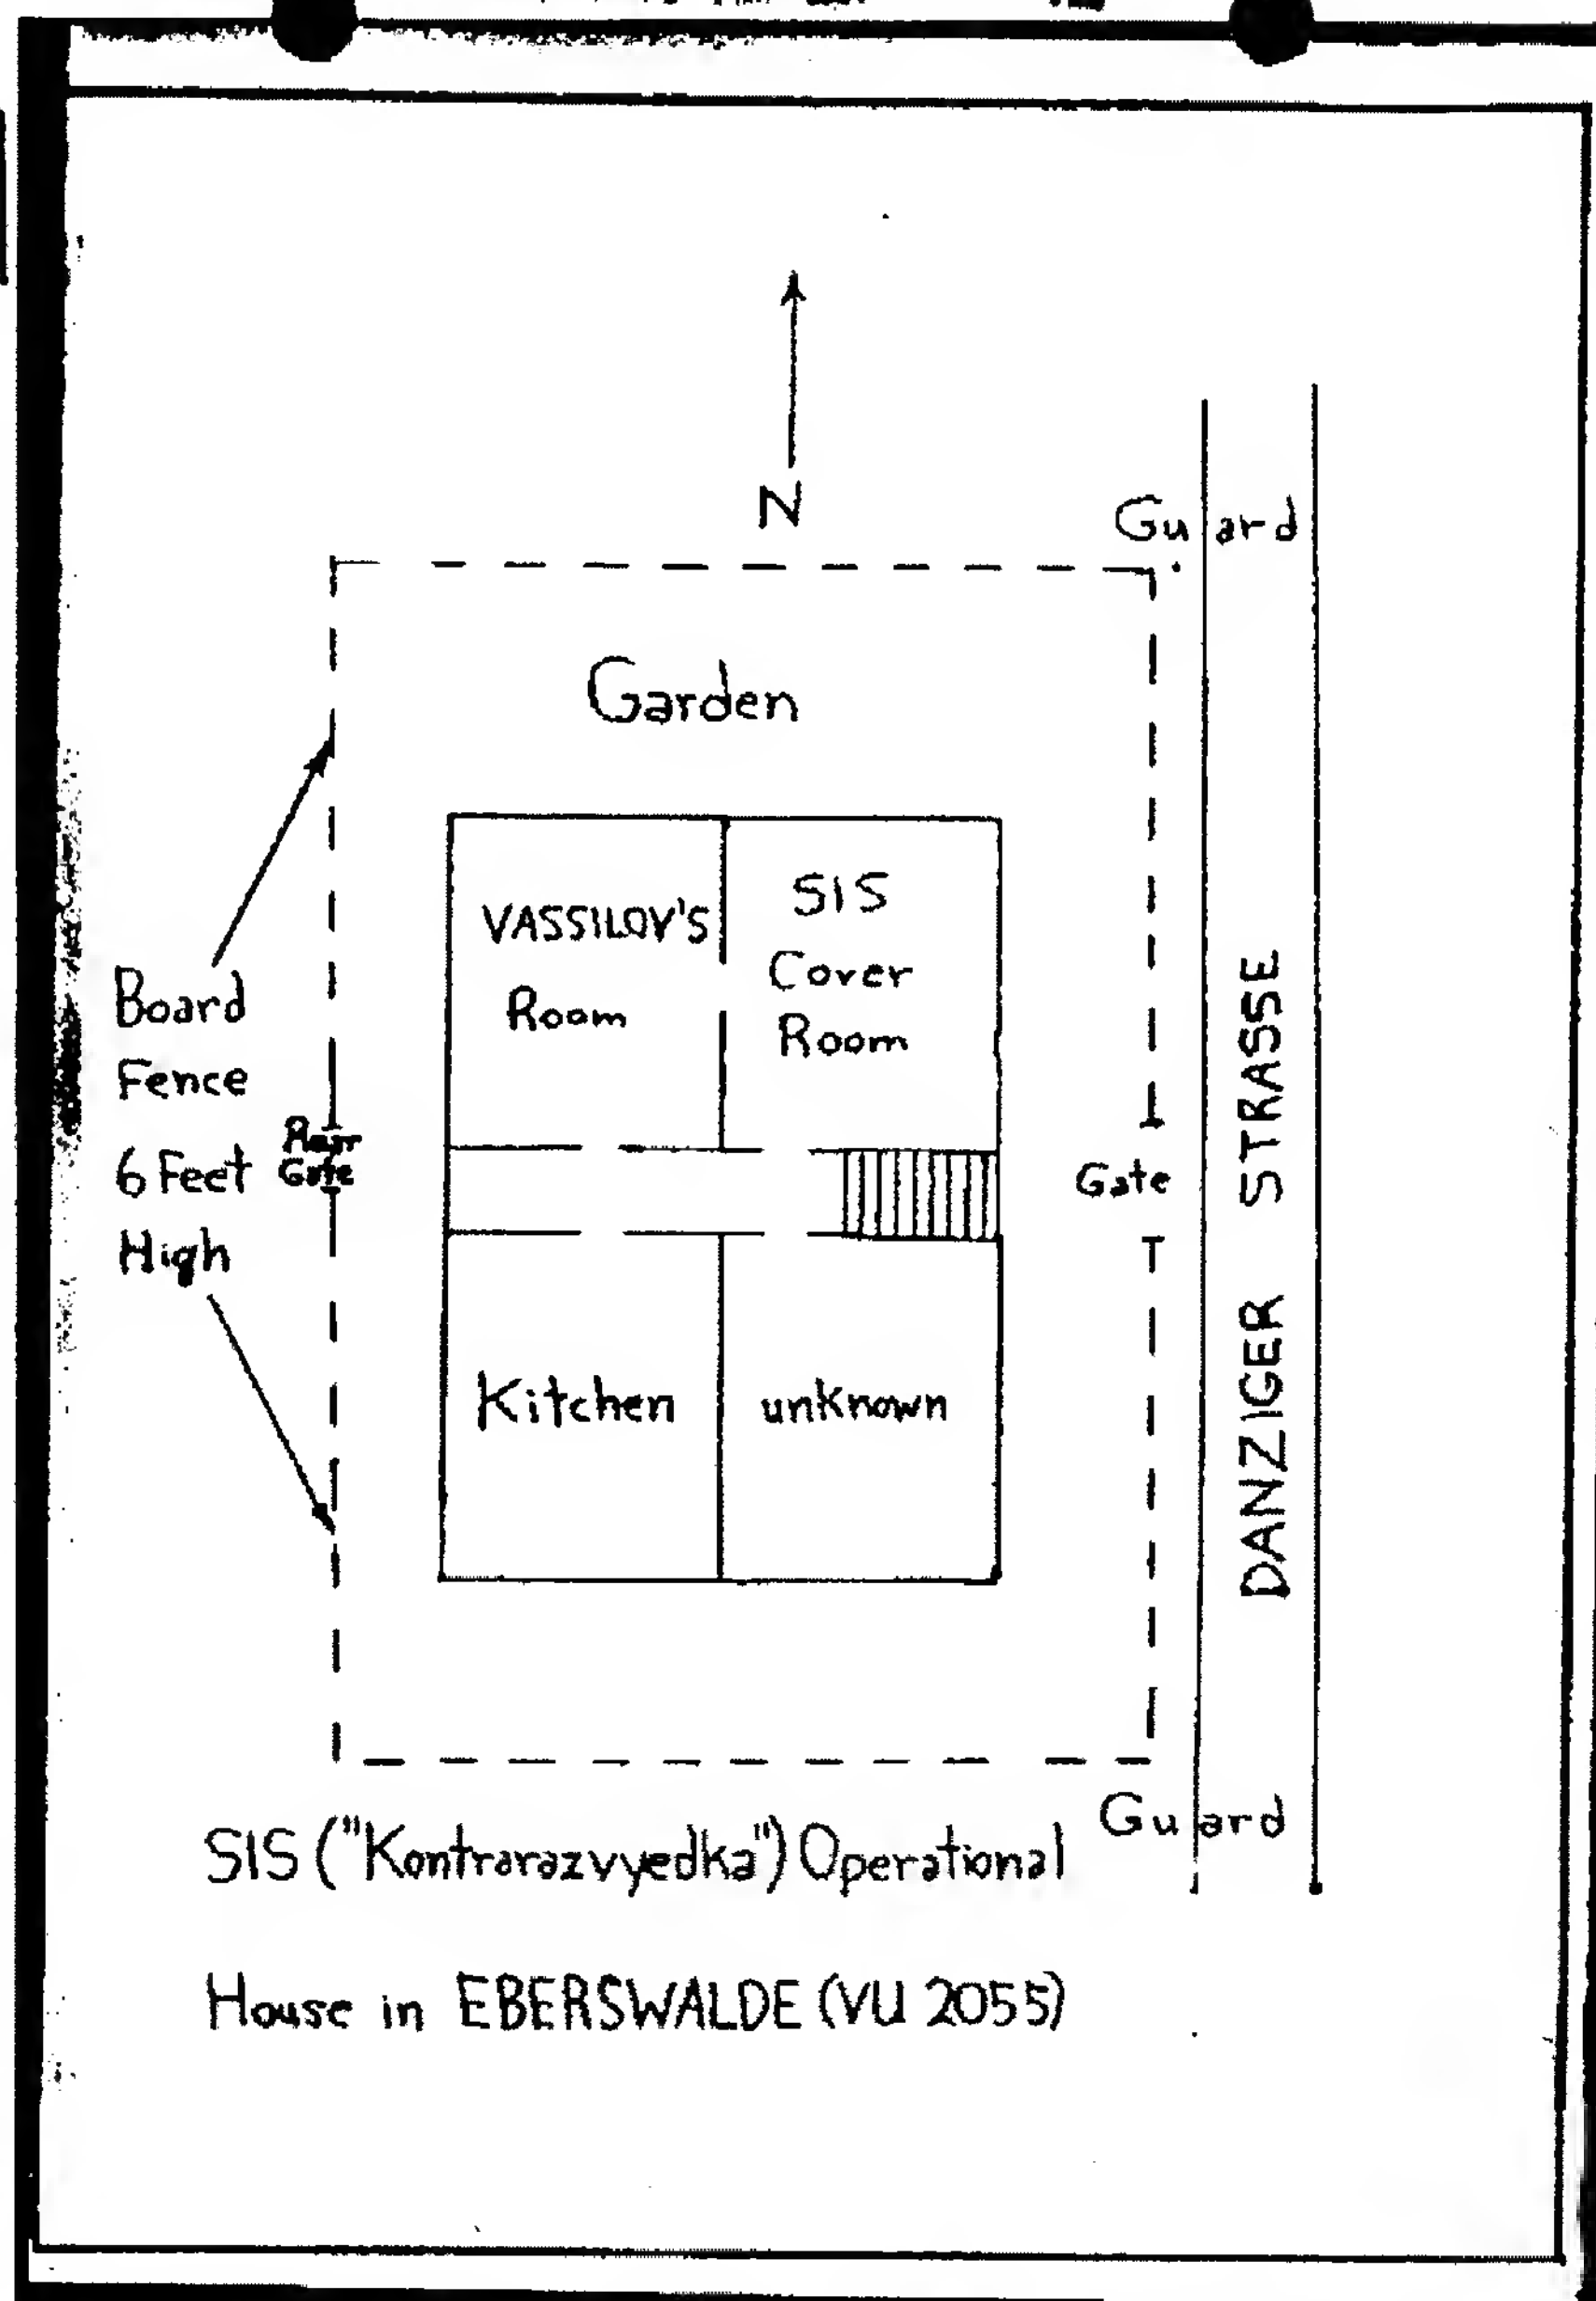 N
Guard
Garden
VASSILOV'S
Room
SIS
Cover
Room
Board
Fence
6 Feet
High
Rear
Gate
Gate
DANZIGER STRASSE
Kitchen
unknown
Guard
SIS ("Kontrarazvyedka") Operational
House in EBERSWALDE (VU 2055)